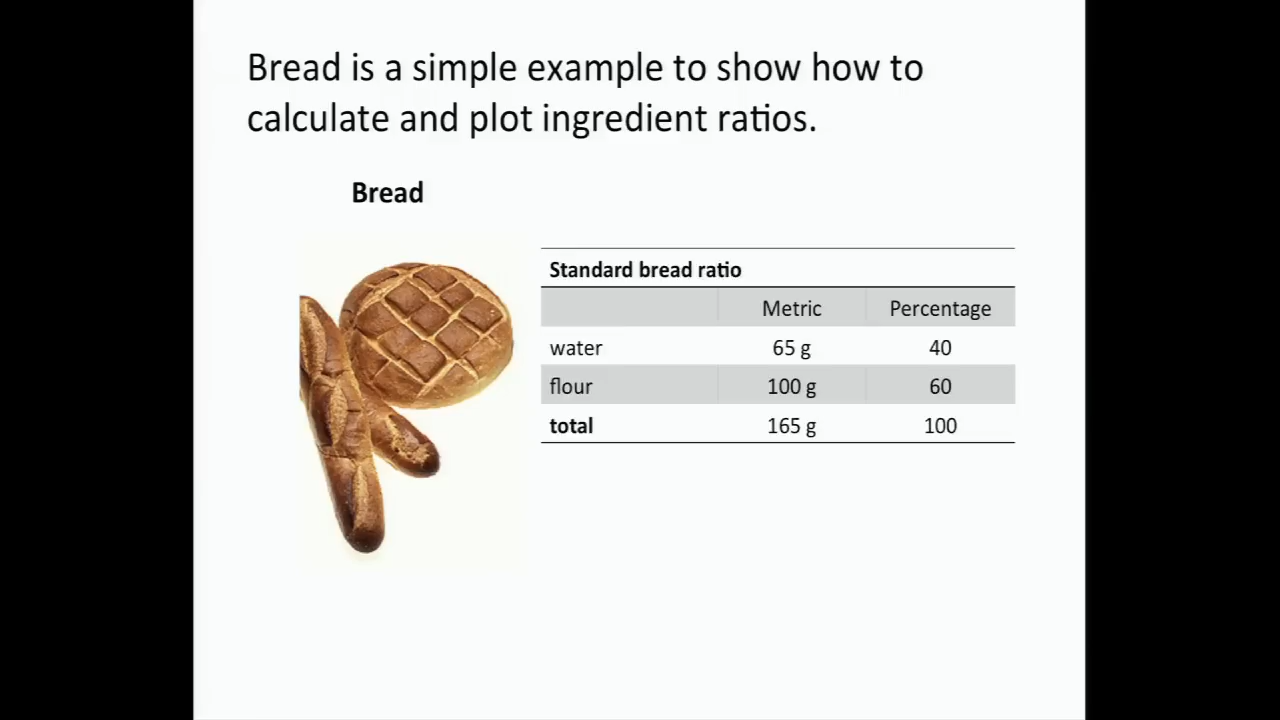 Bread is a simple example to show how to
calculate and plot ingredient ratios.
Bread
Standard bread ratio
Metric Percentage
water 65 g 40
flour 100 g 60
total 165 g 100